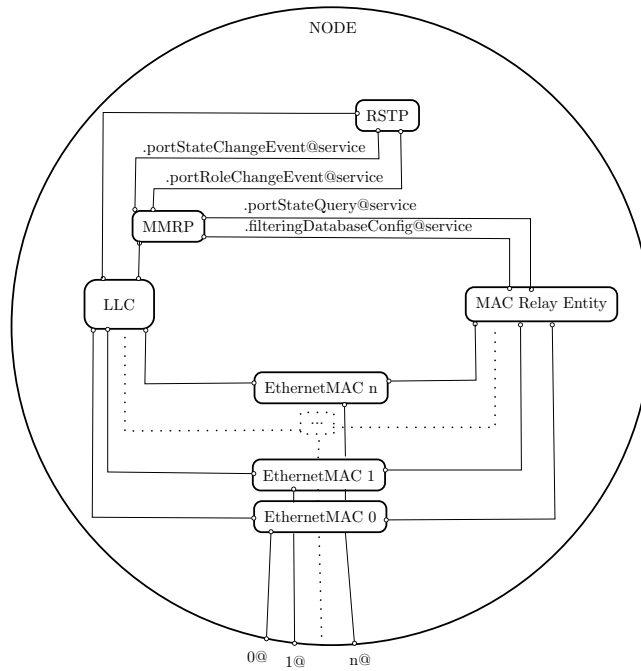 NODE
RSTP
.portStateChangeEvent@service
.portRoleChangeEvent@service
.portStateQuery@service
MMRP
.filteringDatabaseConfig@service
LLC
MAC Relay Entity
EthernetMAC n
...
EthernetMAC 1
EthernetMAC 0
0@
1@
n@